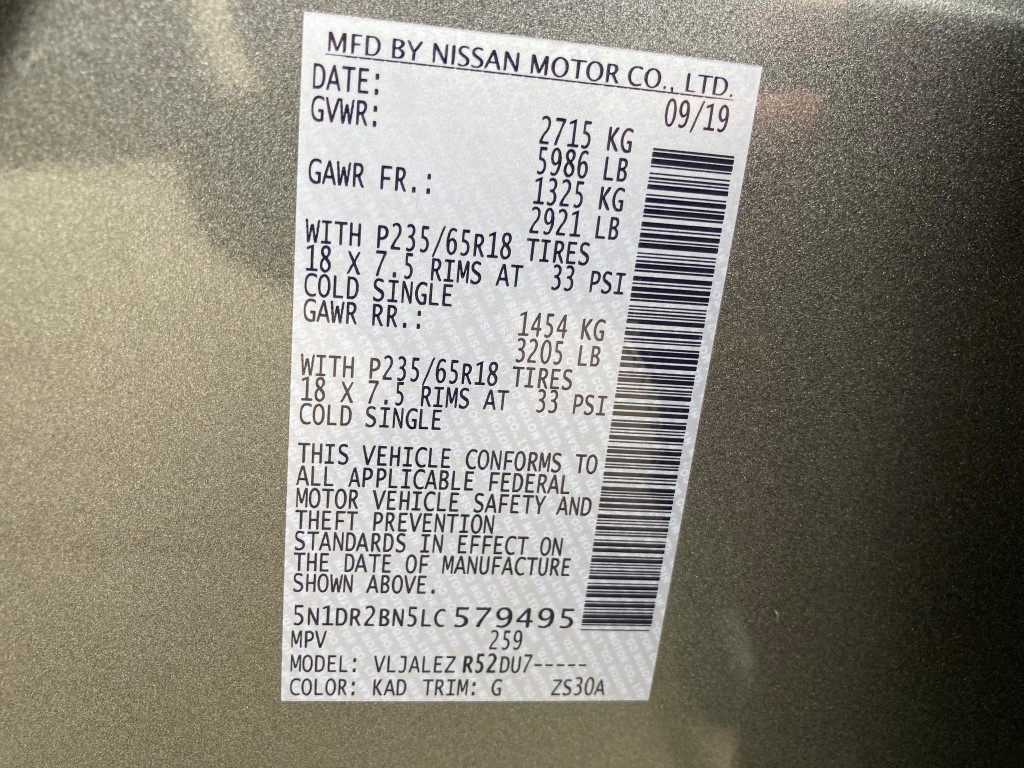 MFD BY NISSAN MOTOR CO., LTD.
DATE: 09/19
GVWR: 2715 KG
5986 LB
GAWR FR.: 1325 KG
2921 LB
WITH P235/65R18 TIRES
18 X 7.5 RIMS AT 33 PSI
COLD SINGLE
GAWR RR.: 1454 KG
3205 LB
WITH P235/65R18 TIRES
18 X 7.5 RIMS AT 33 PSI
COLD SINGLE
THIS VEHICLE CONFORMS TO
ALL APPLICABLE FEDERAL
MOTOR VEHICLE SAFETY AND
THEFT PREVENTION
STANDARDS IN EFFECT ON
THE DATE OF MANUFACTURE
SHOWN ABOVE.
5N1DR2BN5LC 579495
MPV 259
MODEL: VLJALEZ R52DU7-----
COLOR: KAD TRIM: G ZS30A